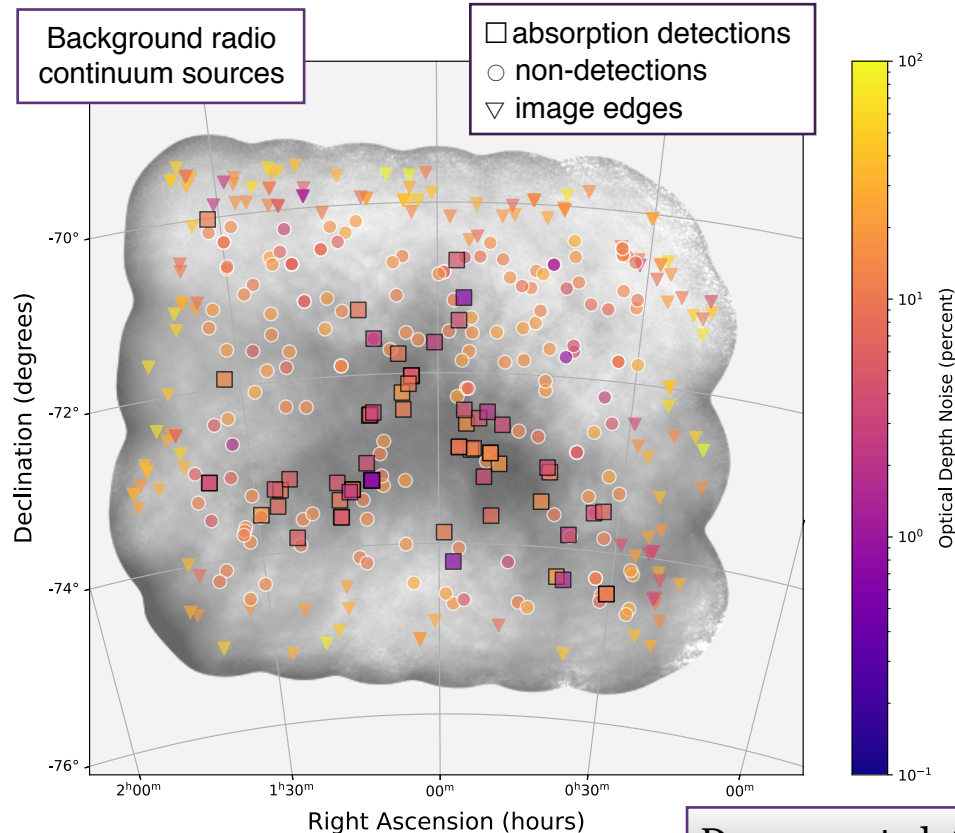 Background radio
continuum sources
absorption detections
non-detections
image edges
10²
10¹
10⁰
10⁻¹
Optical Depth Noise (percent)
-70°
-72°
-74°
-76°
Declination (degrees)
2ʰ00ᵐ
1ʰ30ᵐ
00ᵐ
0ʰ30ᵐ
00ᵐ
Right Ascension (hours)